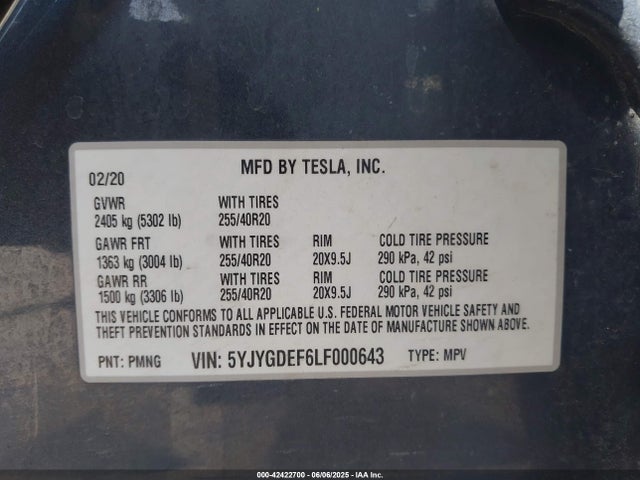 MFD BY TESLA, INC.
02/20
GVWR WITH TIRES
2405 kg (5302 lb) 255/40R20
GAWR FRT WITH TIRES RIM COLD TIRE PRESSURE
1363 kg (3004 lb) 255/40R20 20X9.5J 290 kPa, 42 psi
GAWR RR WITH TIRES RIM COLD TIRE PRESSURE
1500 kg (3306 lb) 255/40R20 20X9.5J 290 kPa, 42 psi
THIS VEHICLE CONFORMS TO ALL APPLICABLE U.S. FEDERAL MOTOR VEHICLE SAFETY AND
THEFT PREVENTION STANDARDS IN EFFECT ON THE DATE OF MANUFACTURE SHOWN ABOVE.
PNT: PMNG VIN: 5YJYGDEF6LF000643 TYPE: MPV
000-42422700 - 06/06/2025 - IAA Inc.